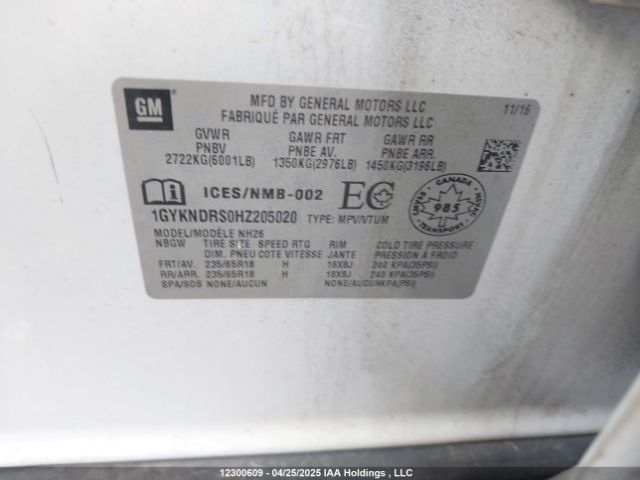 GM
MFD BY GENERAL MOTORS LLC
11/16
FABRIQUÉ PAR GENERAL MOTORS LLC
GVWR GAWR FRT GAWR RR
PNBV PNBE AV. PNBE ARR.
2722KG(6001LB) 1350KG(2976LB) 1450KG(3196LB)
ICES/NMB-002 EC
CANADA
985
TRANSPORT
1GYKNDRS0HZ205020 TYPE: MPV/VTUM
MODEL/MODÈLE NH26
NBGW TIRE SIZE SPEED RTG RIM COLD TIRE PRESSURE
DIM. PNEU COTE VITESSE JANTE PRESSION A FROID
FRT/AV. 235/65R18 H 18X8J 240 KPA(35PSI)
RR/ARR. 235/65R18 H 18X8J 240 KPA(35PSI)
SPA/SOS NONE/AUCUN NONE/AUCUNKPA(PSI)
12300609 - 04/25/2025 IAA Holdings , LLC